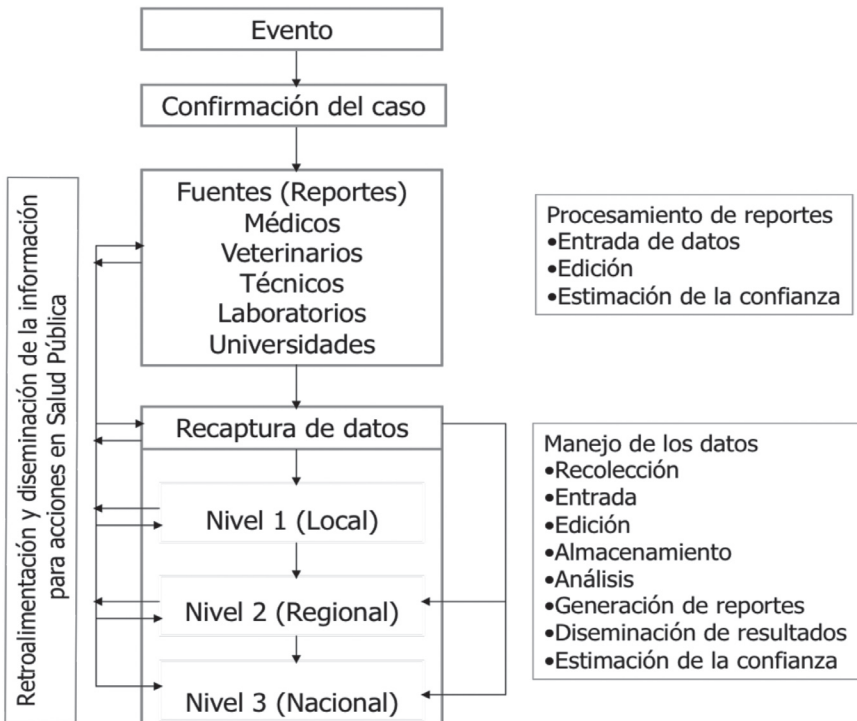 Evento
Confirmación del caso
Fuentes (Reportes)
Médicos
Veterinarios
Técnicos
Laboratorios
Universidades
Recaptura de datos
Nivel 1 (Local)
Nivel 2 (Regional)
Nivel 3 (Nacional)
Retroalimentación y diseminación de la información
para acciones en Salud Pública
Procesamiento de reportes
•Entrada de datos
•Edición
•Estimación de la confianza
Manejo de los datos
•Recolección
•Entrada
•Edición
•Almacenamiento
•Análisis
•Generación de reportes
•Diseminación de resultados
•Estimación de la confianza